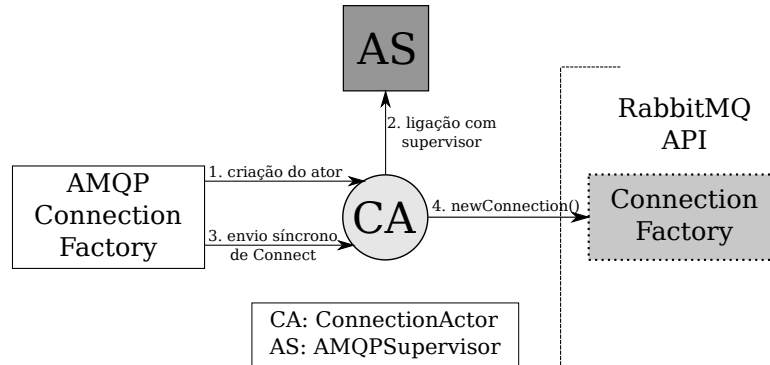 AS
2. ligação com
supervisor
RabbitMQ
API
AMQP
Connection
Factory
1. criação do ator
3. envio síncrono
de Connect
CA
4. newConnection()
Connection
Factory
CA: ConnectionActor
AS: AMQPSupervisor